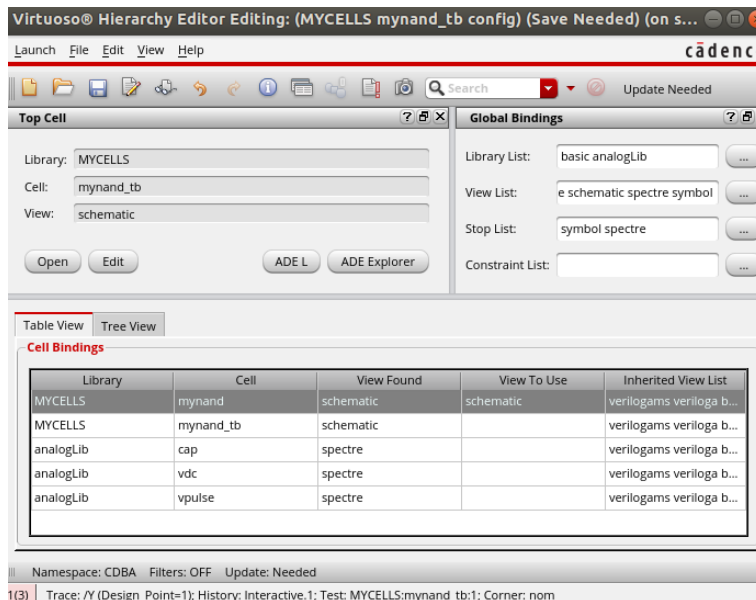 Virtuoso® Hierarchy Editor Editing: (MYCELLS mynand_tb config) (Save Needed) (on s...
Launch File Edit View Help
cādenc
Search
Update Needed
Top Cell
Library: MYCELLS
Cell: mynand_tb
View: schematic
Open Edit ADE L ADE Explorer
Global Bindings
Library List: basic analogLib ...
View List: e schematic spectre symbol ...
Stop List: symbol spectre ...
Constraint List: ...
Table View Tree View
Cell Bindings
Library Cell View Found View To Use Inherited View List
MYCELLS mynand schematic schematic verilogams veriloga b...
MYCELLS mynand_tb schematic verilogams veriloga b...
analogLib cap spectre verilogams veriloga b...
analogLib vdc spectre verilogams veriloga b...
analogLib vpulse spectre verilogams veriloga b...
Namespace: CDBA Filters: OFF Update: Needed
1(3) Trace: /Y (Design_Point=1); History: Interactive.1; Test: MYCELLS:mynand_tb:1; Corner: nom